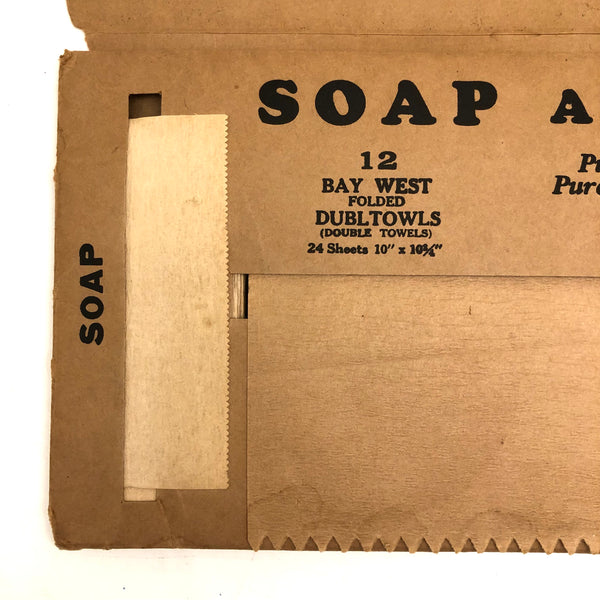 SOAP A
12
BAY WEST
FOLDED
DUBLTOWLS
(DOUBLE TOWELS)
24 Sheets 10" x 10¾"
SOAP